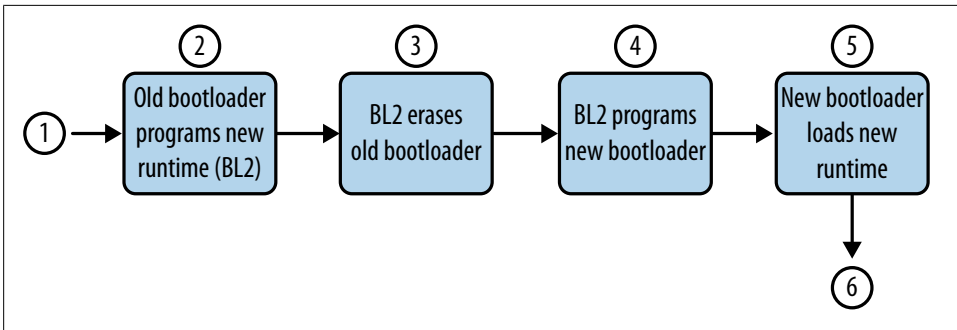 2
3
4
5
1
Old bootloader
programs new
runtime (BL2)
BL2 erases
old bootloader
BL2 programs
new bootloader
New bootloader
loads new
runtime
6